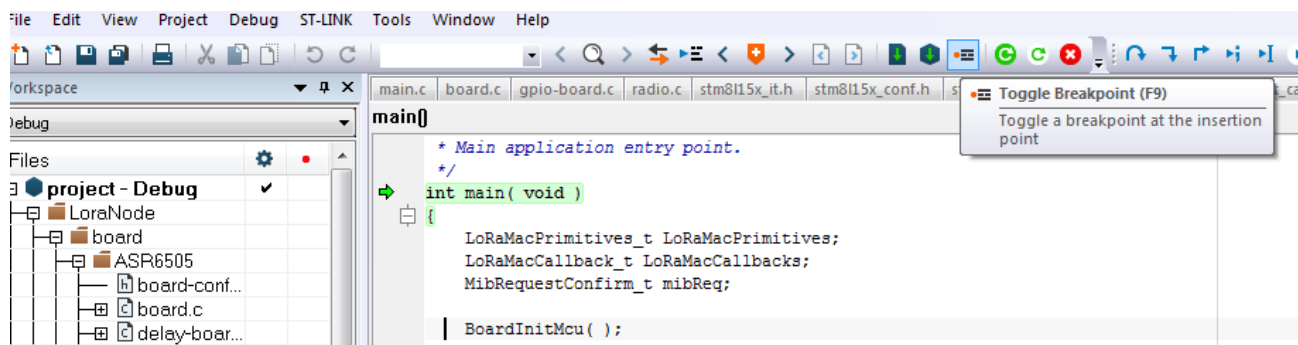 File Edit View Project Debug ST-LINK Tools Window Help
Workspace
main.c board.c gpio-board.c radio.c stm8l15x_it.h stm8l15x_conf.h
Toggle Breakpoint (F9)
Toggle a breakpoint at the insertion
point
Debug
main()
Files
* Main application entry point.
*/
project - Debug
int main( void )
LoraNode
{
board
LoRaMacPrimitives_t LoRaMacPrimitives;
ASR6505
LoRaMacCallback_t LoRaMacCallbacks;
board-conf...
MibRequestConfirm_t mibReq;
board.c
delay-boar...
BoardInitMcu( );